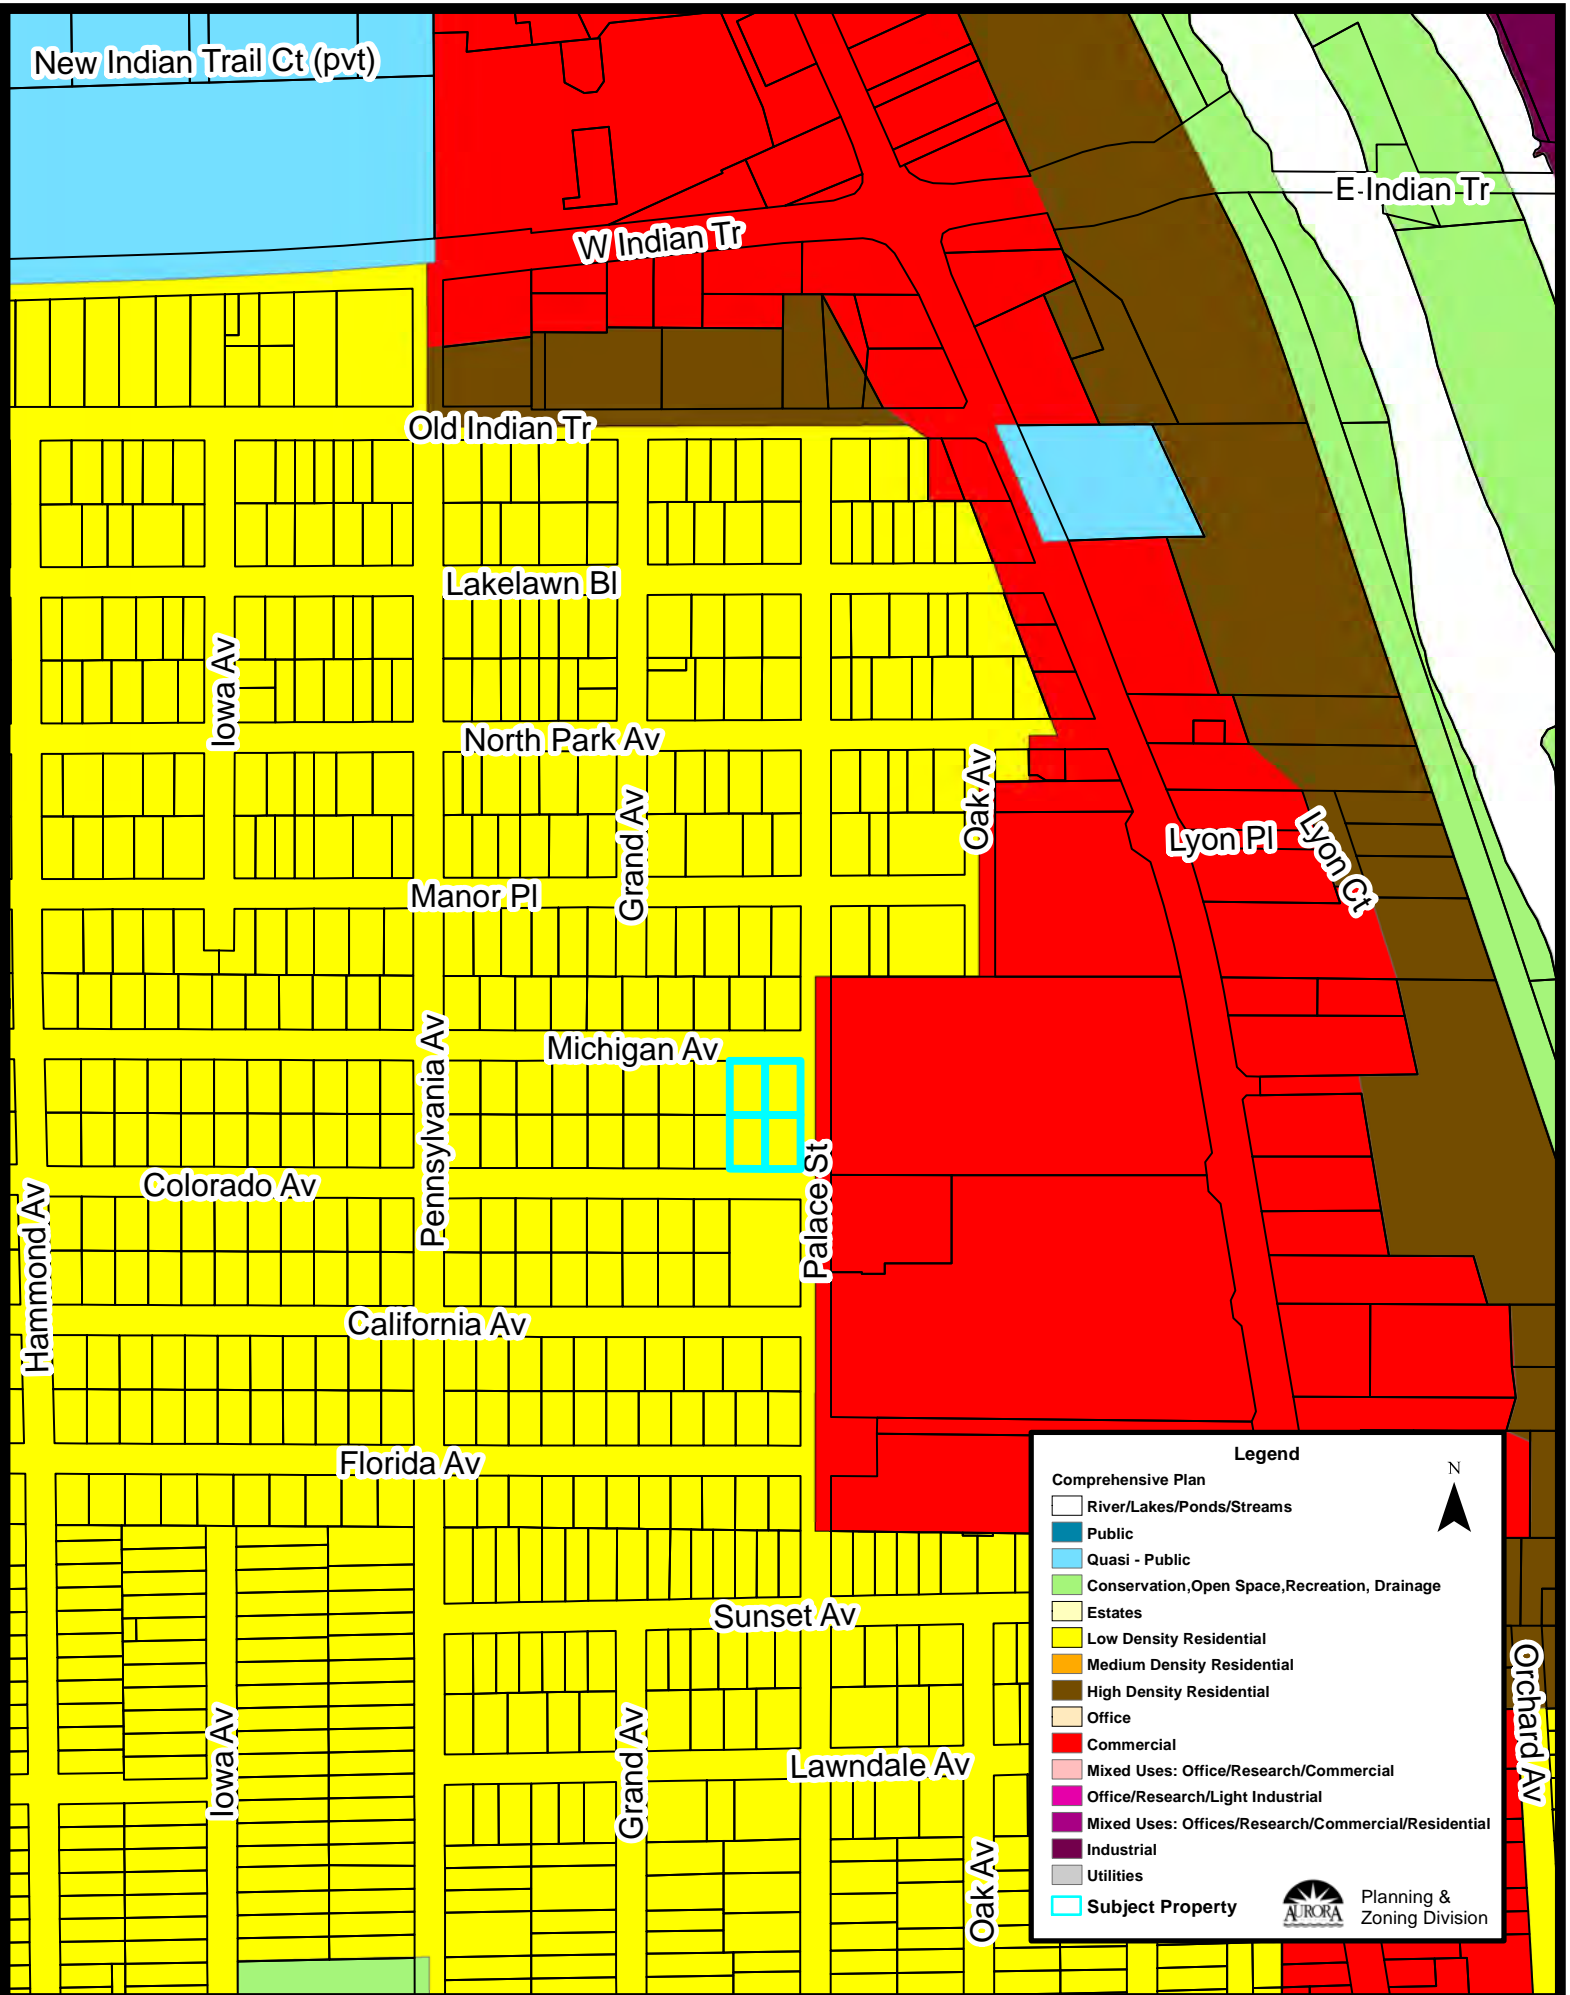 New Indian Trail Ct (pvt)
E Indian Tr
W Indian Tr
Old Indian Tr
Lakelawn Bl
Iowa Av
North Park Av
Oak Av
Grand Av
Lyon Pl
Lyon Ct
Manor Pl
Michigan Av
Pennsylvania Av
Palace St
Colorado Av
Hammond Av
California Av
Florida Av
Sunset Av
Iowa Av
Grand Av
Lawndale Av
Oak Av
Orchard Av
Legend
Comprehensive Plan
N
River/Lakes/Ponds/Streams
Public
Quasi - Public
Conservation,Open Space,Recreation, Drainage
Estates
Low Density Residential
Medium Density Residential
High Density Residential
Office
Commercial
Mixed Uses: Office/Research/Commercial
Office/Research/Light Industrial
Mixed Uses: Offices/Research/Commercial/Residential
Industrial
Utilities
Subject Property
AURORA
Planning &
Zoning Division